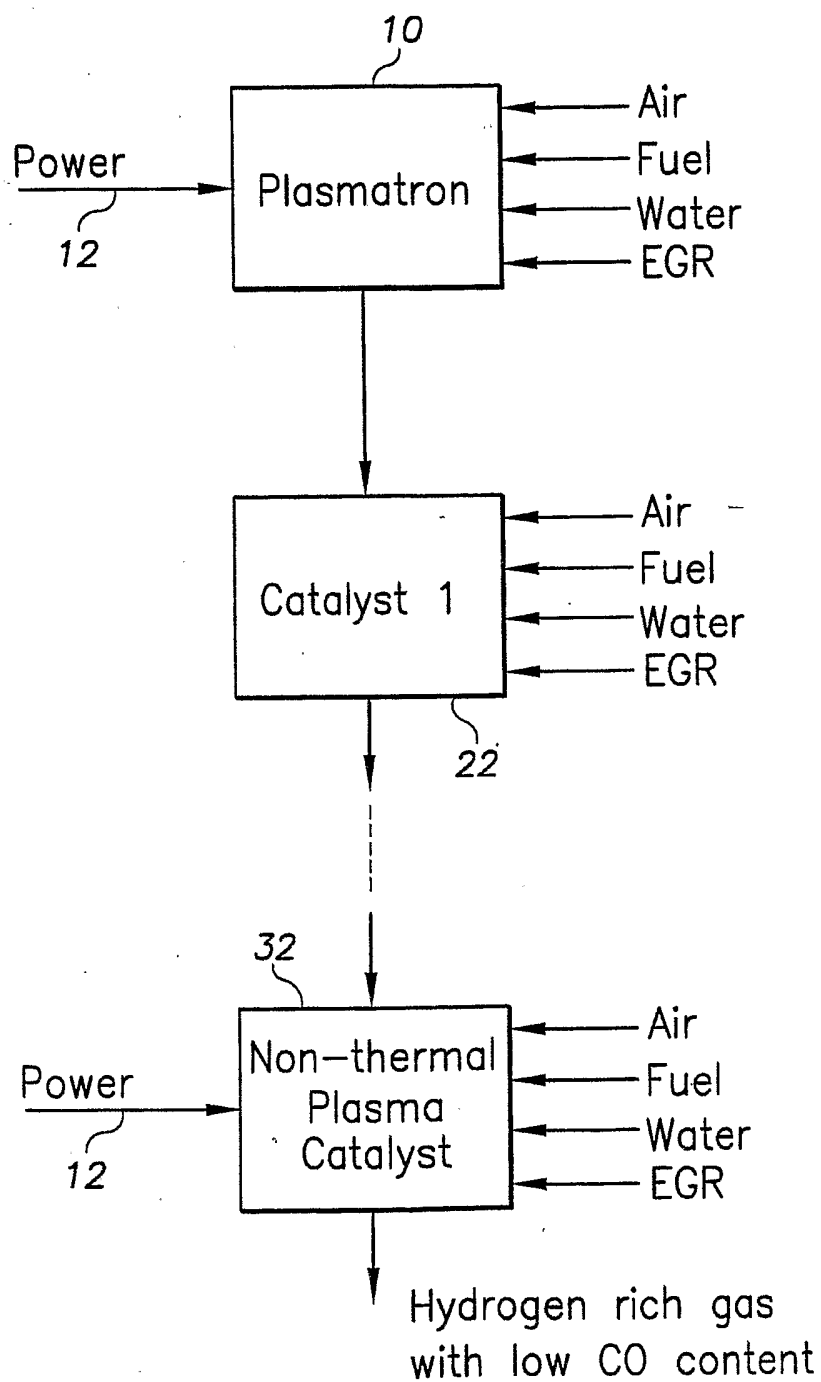 10
Power
12
Plasmatron
Air
Fuel
Water
EGR
Catalyst 1
Air
Fuel
Water
EGR
22
32
Power
12
Non-thermal
Plasma
Catalyst
Air
Fuel
Water
EGR
Hydrogen rich gas
with low CO content